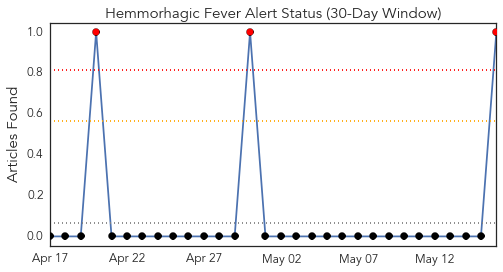 Hemmorhagic Fever Alert Status (30-Day Window)
Articles Found
1.0
0.8
0.6
0.4
0.2
0.0
Apr 17 Apr 22 Apr 27 May 02 May 07 May 12